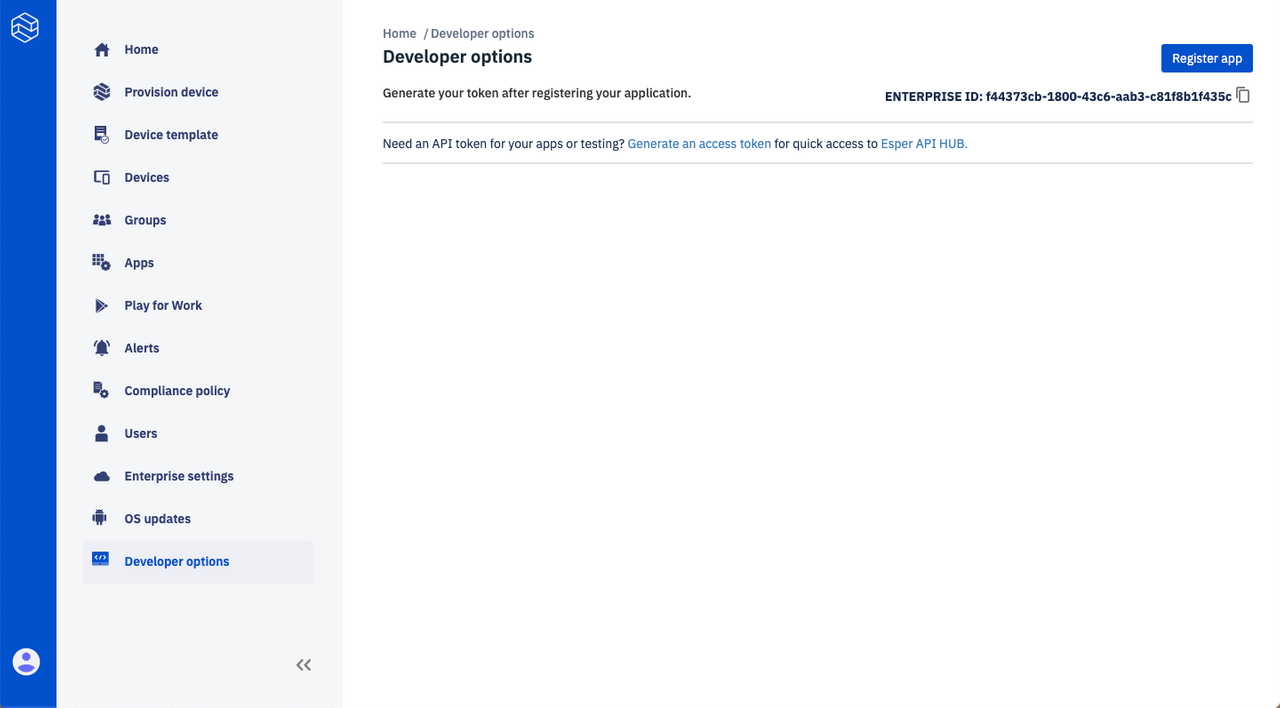 Home
Provision device
Device template
Devices
Groups
Apps
Play for Work
Alerts
Compliance policy
Users
Enterprise settings
OS updates
Developer options
Home / Developer options
Developer options
Register app
Generate your token after registering your application.
ENTERPRISE ID: f44373cb-1800-43c6-aab3-c81f8b1f435c
Need an API token for your apps or testing? Generate an access token for quick access to Esper API HUB.